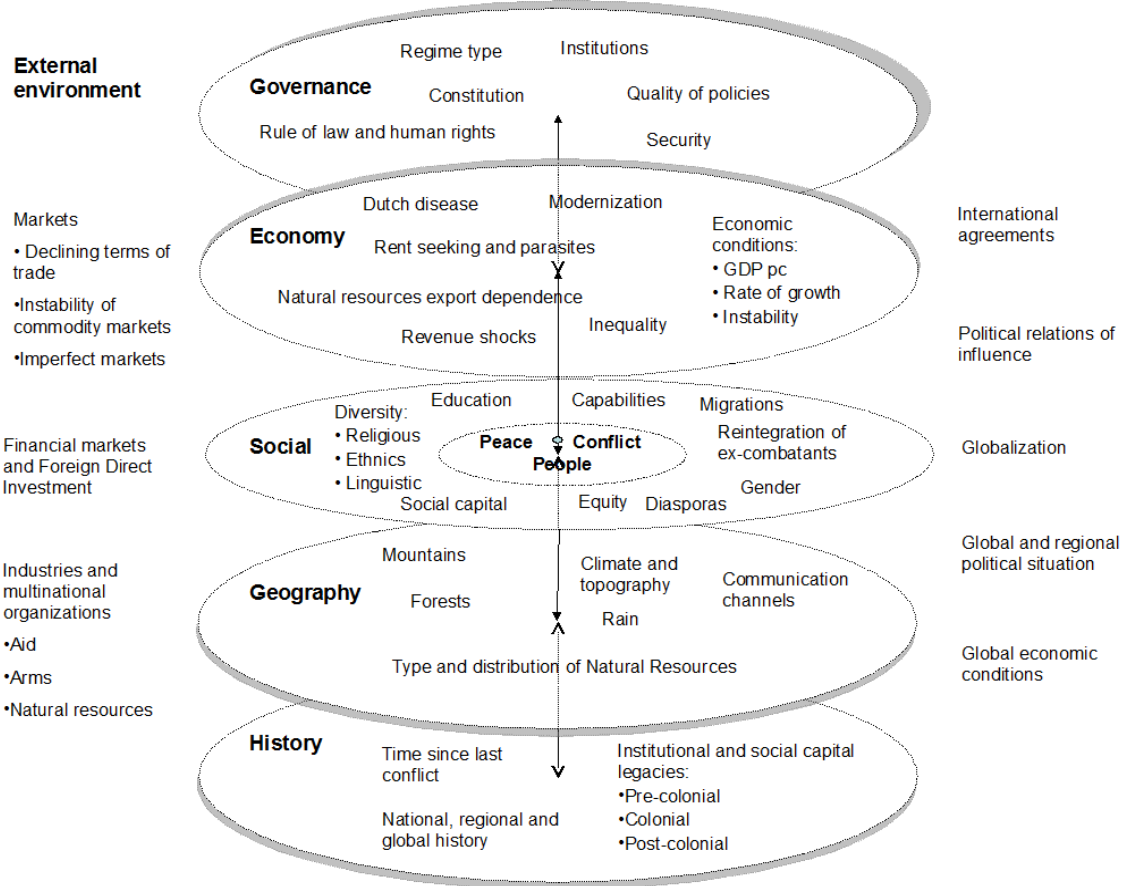 External
environment
Governance
Regime type
Institutions
Constitution
Quality of policies
Rule of law and human rights
Security
Markets
• Declining terms of
trade
•Instability of
commodity markets
•Imperfect markets
Economy
Dutch disease
Modernization
Rent seeking and parasites
Economic
conditions:
• GDP pc
• Rate of growth
• Instability
Natural resources export dependence
Revenue shocks
Inequality
International
agreements
Political relations of
influence
Financial markets
and Foreign Direct
Investment
Social
Diversity:
• Religious
• Ethnics
• Linguistic
Education
Capabilities
Migrations
Peace
Conflict
People
Reintegration of
ex-combatants
Gender
Social capital
Equity
Diasporas
Globalization
Industries and
multinational
organizations
•Aid
•Arms
•Natural resources
Geography
Mountains
Forests
Climate and
topography
Rain
Communication
channels
Type and distribution of Natural Resources
Global and regional
political situation
Global economic
conditions
History
Time since last
conflict
National, regional and
global history
Institutional and social capital
legacies:
•Pre-colonial
•Colonial
•Post-colonial